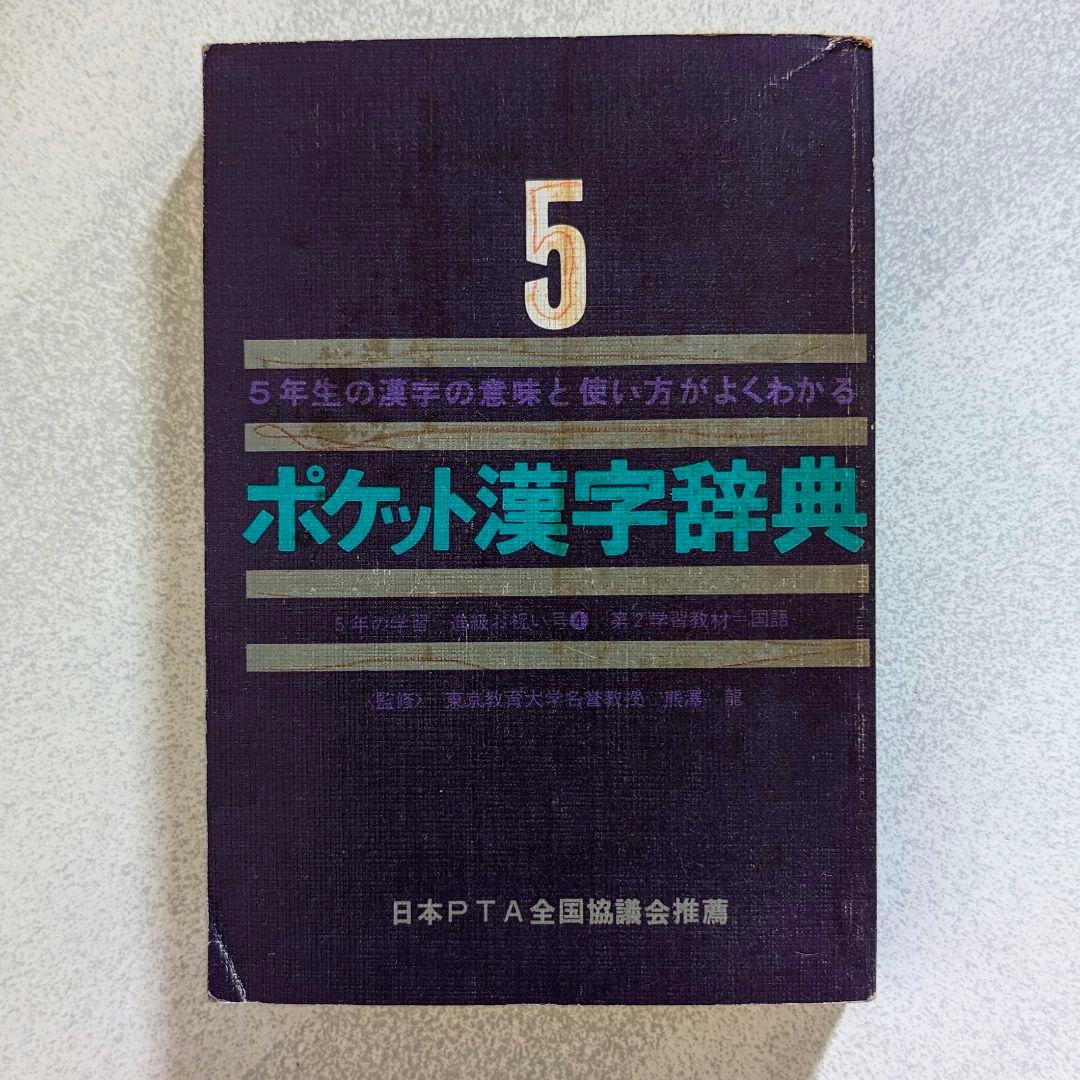 5
5年生の漢字の意味と使い方がよくわかる
ポケット漢字辞典
5年の学習 進級お祝い号❹ 第2学習教材＝国語
〈監修〉 東京教育大学名誉教授 熊澤 龍
日本PTA全国協議会推薦